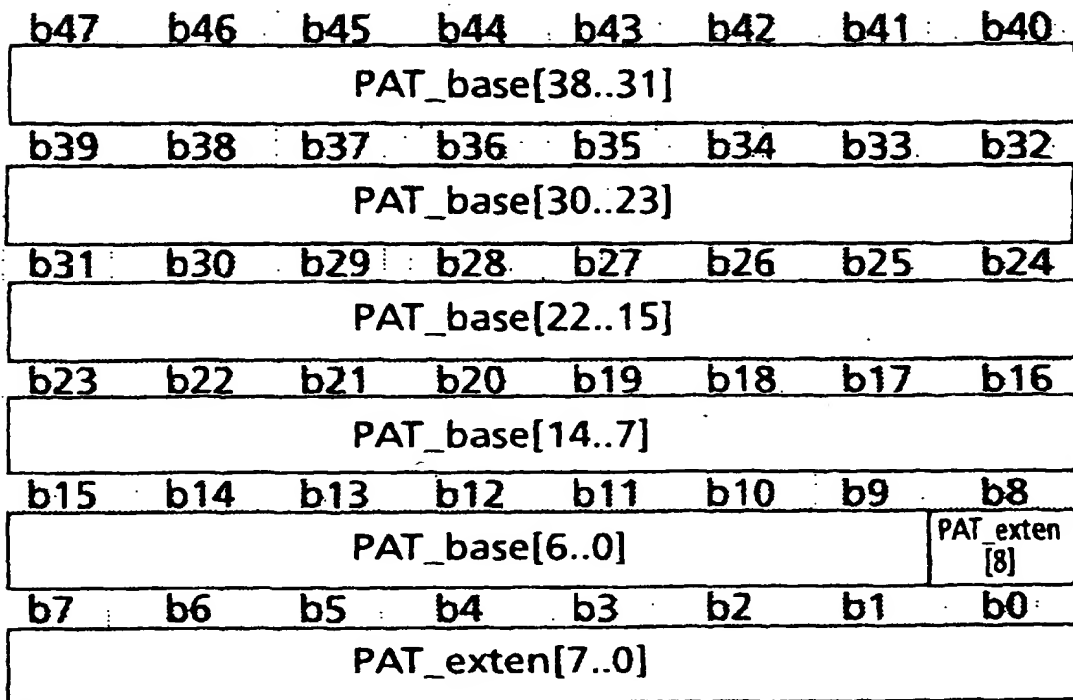 b47 b46 b45 b44 b43 b42 b41 b40
PAT_base[38..31]
b39 b38 b37 b36 b35 b34 b33 b32
PAT_base[30..23]
b31 b30 b29 b28 b27 b26 b25 b24
PAT_base[22..15]
b23 b22 b21 b20 b19 b18 b17 b16
PAT_base[14..7]
b15 b14 b13 b12 b11 b10 b9 b8
PAT_base[6..0] PAT_exten
[8]
b7 b6 b5 b4 b3 b2 b1 b0
PAT_exten[7..0]